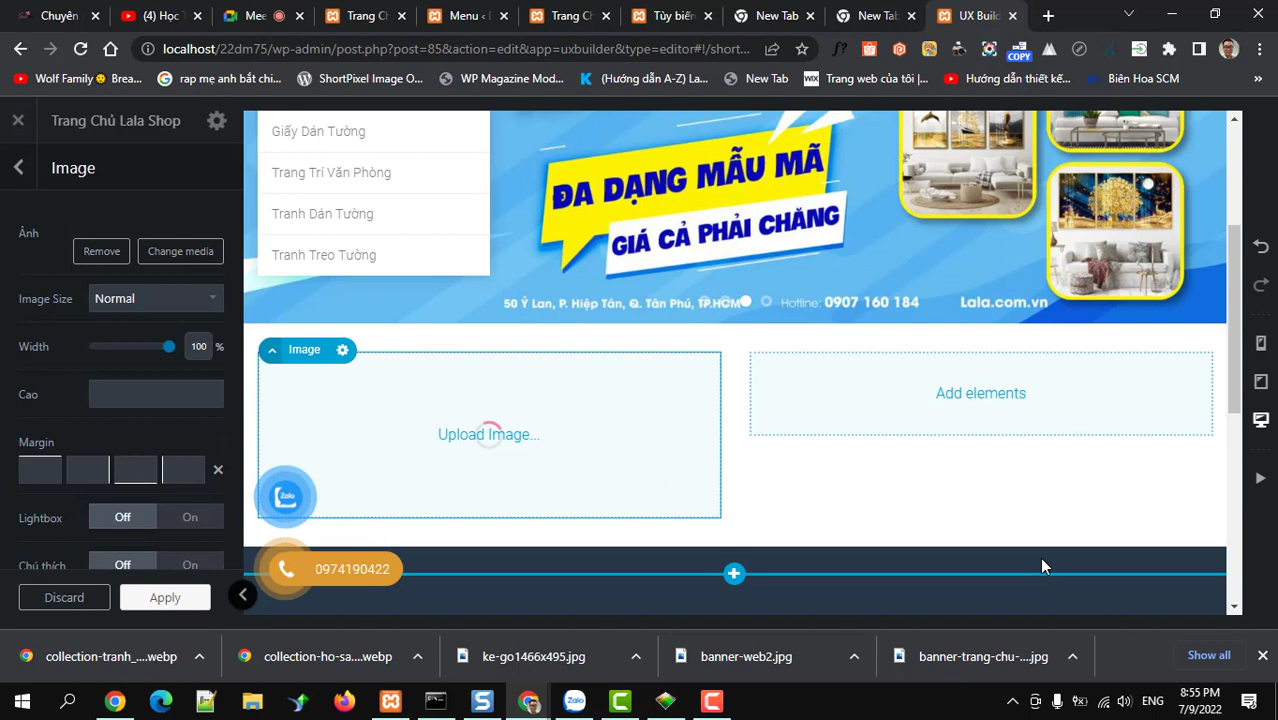 Chuyên
(43) Học T
Mee
Trang Ch
Menu ‹ D
Trang C
Tùy biến
New Tab
New Tab
UX Build
localhost/22dm75/wp-admin/post.php?post=85&action=edit&app=uxbuilder&type=editor#!/short...
COPY
Wolf Family😗 Brea...
rap mẹ anh bắt chi...
ShortPixel Image O...
WP Magazine Mod...
(Hướng dẫn A-Z) La...
New Tab
WIX
Trang web của tôi |...
Hướng dẫn thiết kế...
Biên Hoa SCM
»
Trang Chủ Lala Shop
Image
Ảnh
Remove
Change media
Image Size
Normal
Width
100
%
Cao
Margin
Lightbox
Off
On
Chú thích
Off
On
Discard
Apply
Giấy Dán Tường
Trang Trí Văn Phòng
Tranh Dán Tường
Tranh Treo Tường
ĐA DẠNG MẪU MÃ
GIÁ CẢ PHẢI CHĂNG
50 Ỷ Lan, P. Hiệp Tân, Q. Tân Phú, TP.HCM
Hotline: 0907 160 184
Lala.com.vn
Image
Upload Image...
Add elements
Zalo
0974190422
collection-tranh_....webp
collection-ho-sa....webp
ke-go1466x495.jpg
banner-web2.jpg
banner-trang-chu-....jpg
Show all
Zalo
ENG
8:55 PM
7/9/2022